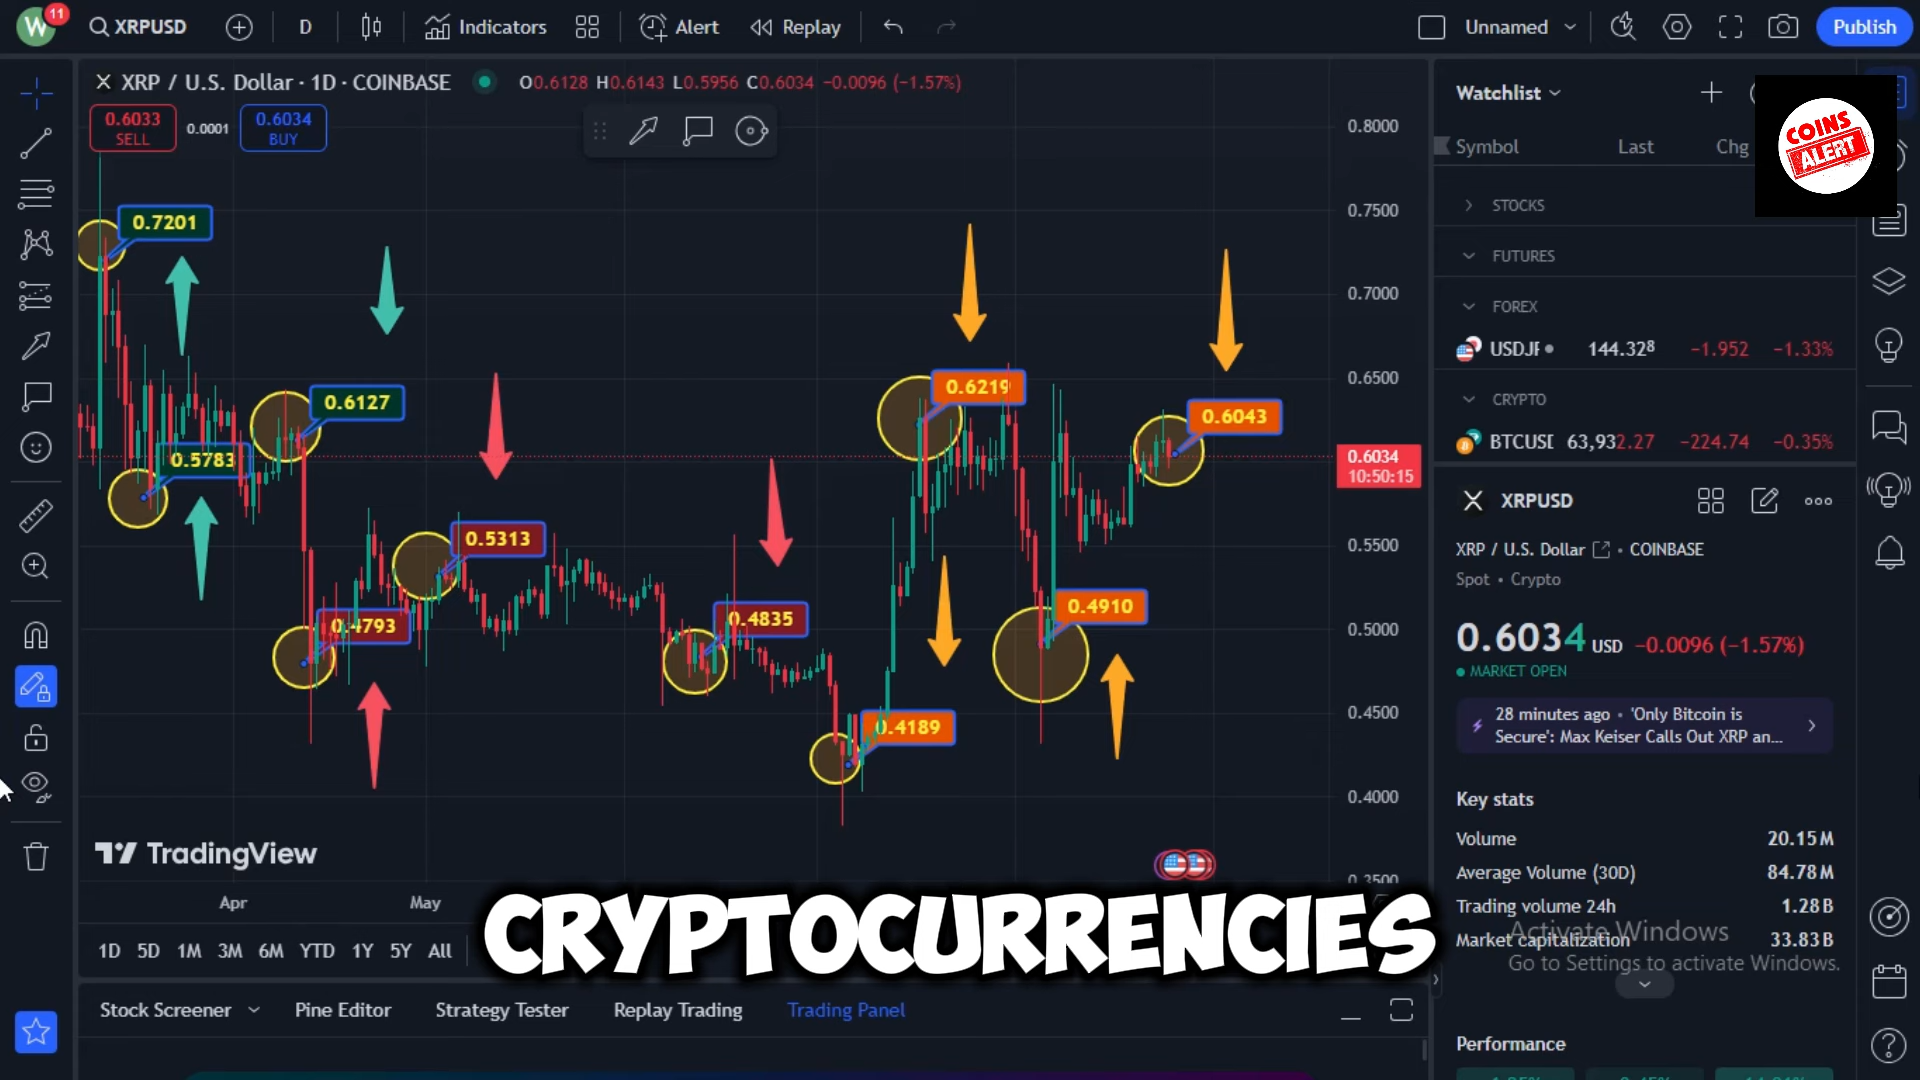 W 11 XRPUSD D Indicators Alert Replay Unnamed Publish
XRP / U.S. Dollar · 1D · COINBASE O0.6128 H0.6143 L0.5956 C0.6034 −0.0096 (−1.57%)
0.6033 SELL 0.0001 0.6034 BUY
0.7201
0.5783
0.6127
0.4793
0.5313
0.4835
0.4189
0.6219
0.4910
0.6043
0.8000
0.7500
0.7000
0.6500
0.6034
10:50:15
0.5500
0.5000
0.4500
0.4000
0.3500
TradingView
Apr May
CRYPTOCURRENCIES
1D 5D 1M 3M 6M YTD 1Y 5Y All
Stock Screener Pine Editor Strategy Tester Replay Trading Trading Panel
Watchlist
COINS
ALERT
Symbol Last Chg
STOCKS
FUTURES
FOREX
USDJ 144.328 −1.952 −1.33%
CRYPTO
BTCUSD 63,932.27 −224.74 −0.35%
XRPUSD
XRP / U.S. Dollar • COINBASE
Spot • Crypto
0.6034 USD −0.0096 (−1.57%)
MARKET OPEN
28 minutes ago • 'Only Bitcoin is
Secure': Max Keiser Calls Out XRP an...
Key stats
Volume 20.15M
Average Volume (30D) 84.78M
Trading volume 24h 1.28B
Market capitalization 33.83B
Activate Windows
Go to Settings to activate Windows.
Performance